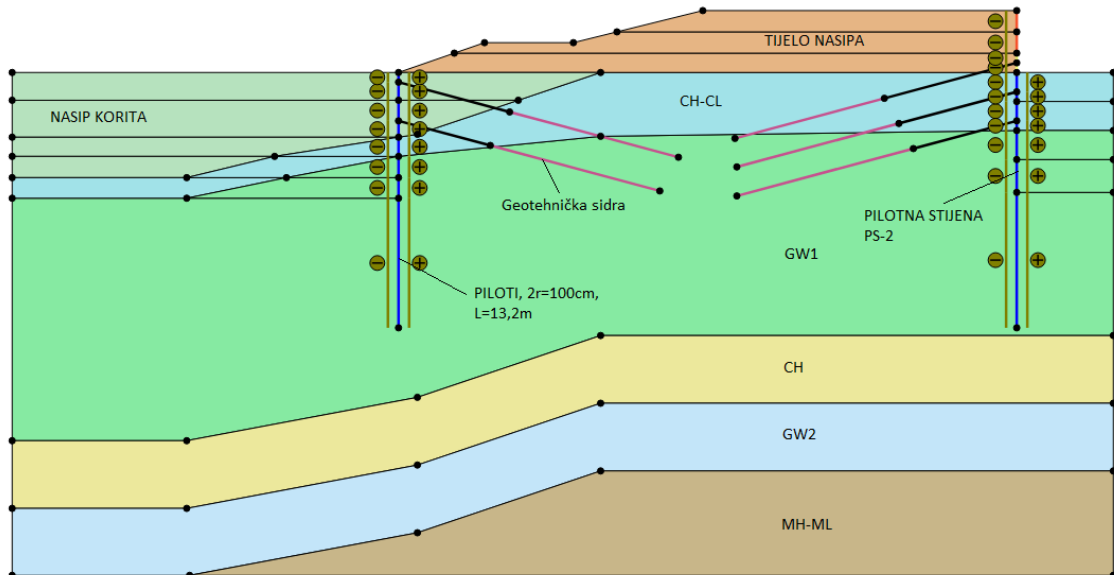 TIJELO NASIPA
NASIP KORITA
CH-CL
Geotehnička sidra
PILOTNA STIJENA
PS-2
GW1
PILOTI, 2r=100cm,
L=13,2m
CH
GW2
MH-ML